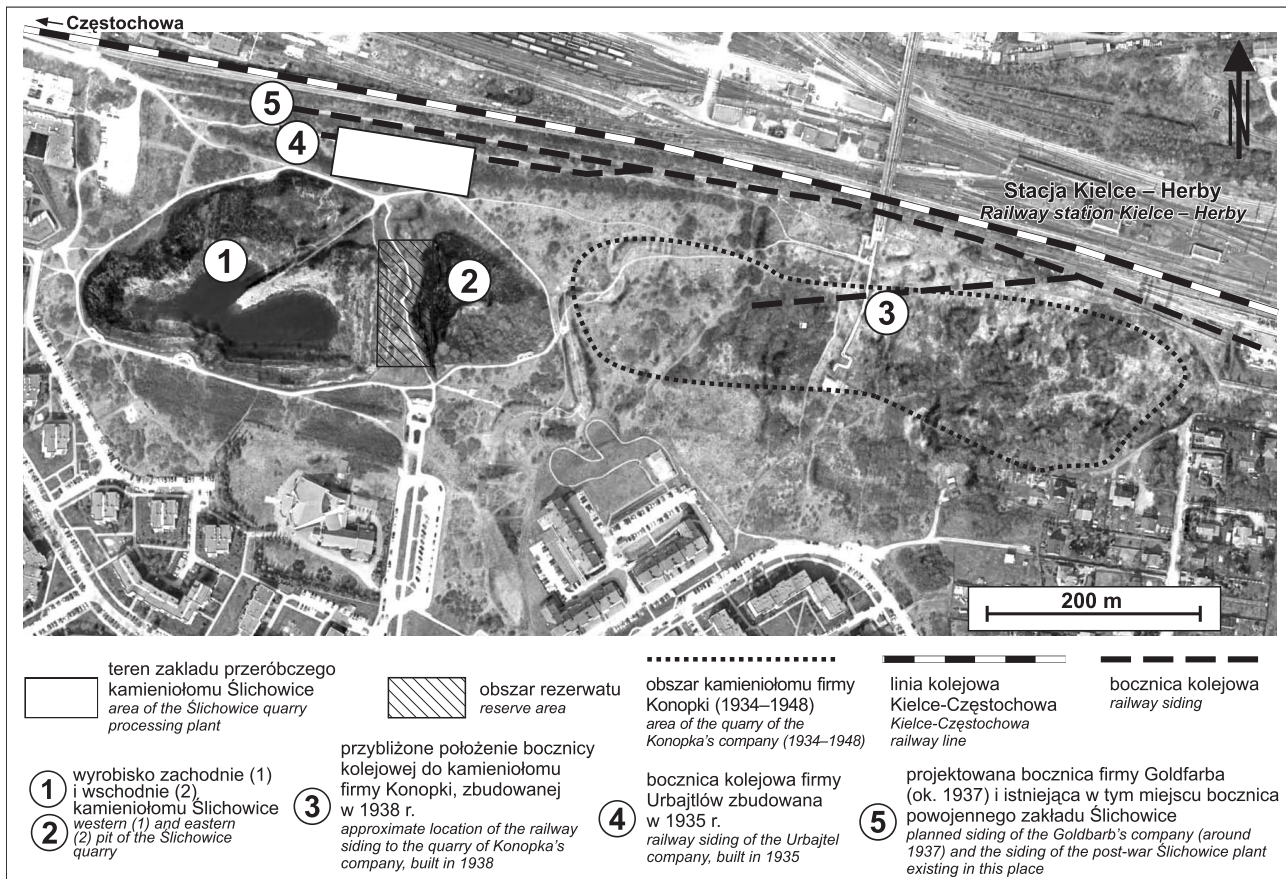 Częstochowa
5
4
Stacja Kielce – Herby
Railway station Kielce – Herby
1
2
3
N
200 m
teren zakładu przeróbczego
kamieniołomu Ślichowice
area of the Ślichowice quarry
processing plant
obszar rezerwatu
reserve area
obszar kamieniołomu firmy
Konopki (1934–1948)
area of the quarry of the
Konopka's company (1934–1948)
linia kolejowa
Kielce-Częstochowa
Kielce-Częstochowa
railway line
bocznica kolejowa
railway siding
1
2
wyrobisko zachodnie (1)
i wschodnie (2)
kamieniołomu Ślichowice
western (1) and eastern
(2) pit of the Ślichowice
quarry
3
przybliżone położenie bocznicy
kolejowej do kamieniołomu
firmy Konopki, zbudowanej
w 1938 r.
approximate location of the railway
siding to the quarry of Konopka's
company, built in 1938
4
bocznica kolejowa firmy
Urbajtlów zbudowana
w 1935 r.
railway siding of the Urbajtel
company, built in 1935
5
projektowana bocznica firmy Goldfarba
(ok. 1937) i istniejąca w tym miejscu bocznica
powojennego zakładu Ślichowice
planned siding of the Goldbarb's company (around
1937) and the siding of the post-war Ślichowice plant
existing in this place